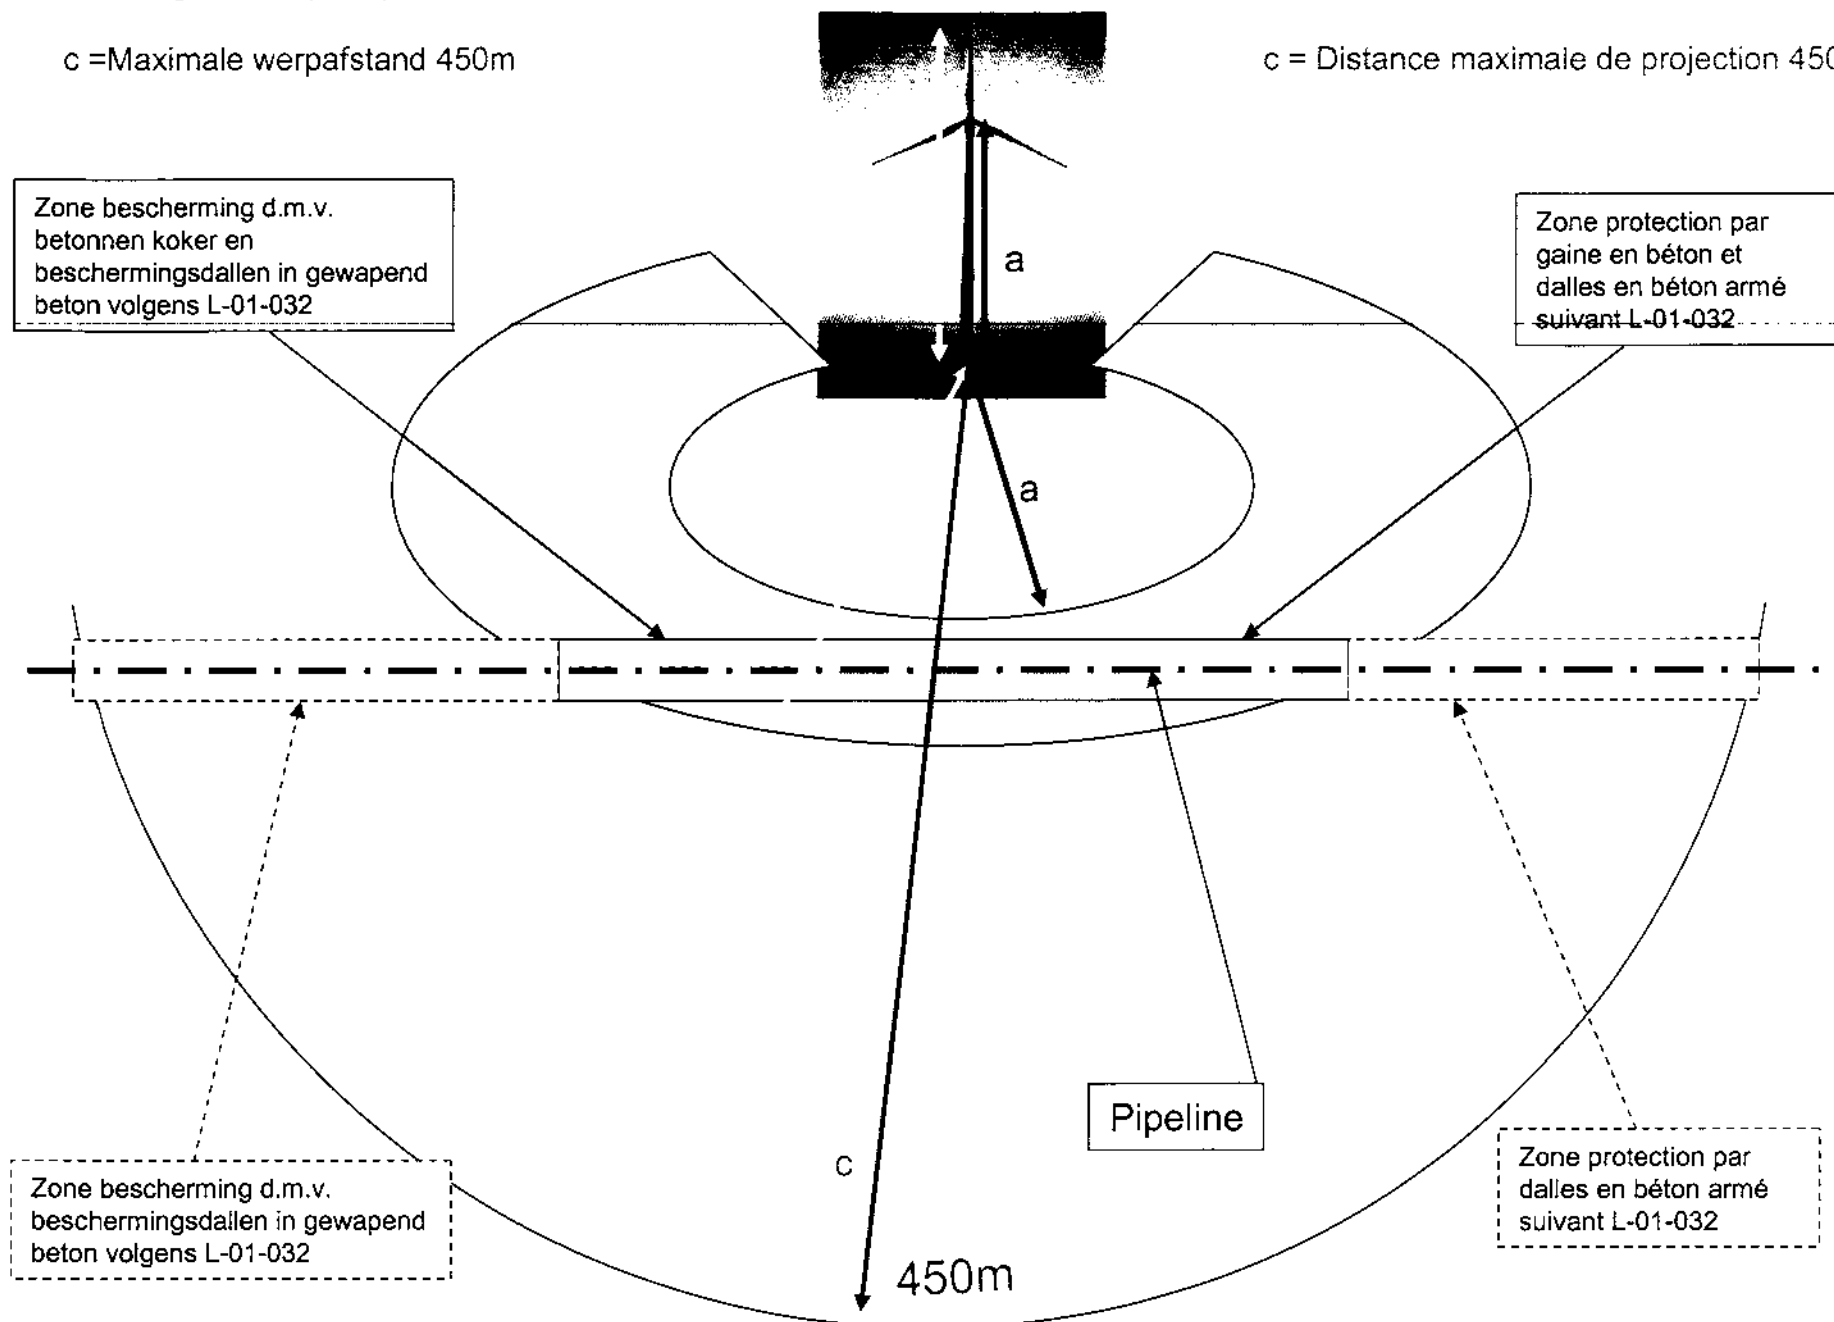 c =Maximale werpafstand 450m
c = Distance maximale de projection 450
Zone bescherming d.m.v.
betonnen koker en
beschermingsdallen in gewapend
beton volgens L-01-032
Zone protection par
gaine en béton et
dalles en béton armé
suivant L-01-032
a
a
Pipeline
c
Zone bescherming d.m.v.
beschermingsdallen in gewapend
beton volgens L-01-032
Zone protection par
dalles en béton armé
suivant L-01-032
450m